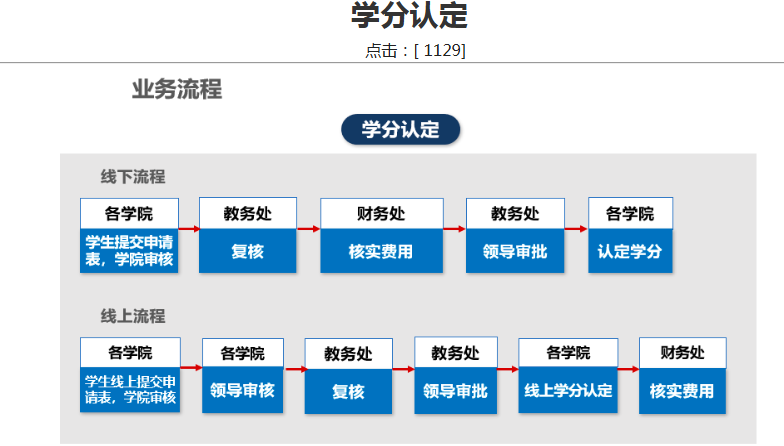 学分认定
点击：[ 1129]
业务流程
学分认定
线下流程
各学院
教务处
财务处
教务处
各学院
学生提交申请
表，学院审核
复核
核实费用
领导审批
认定学分
线上流程
各学院
各学院
教务处
教务处
各学院
财务处
学生线上提交申
请表，学院审核
领导审核
复核
领导审批
线上学分认定
核实费用